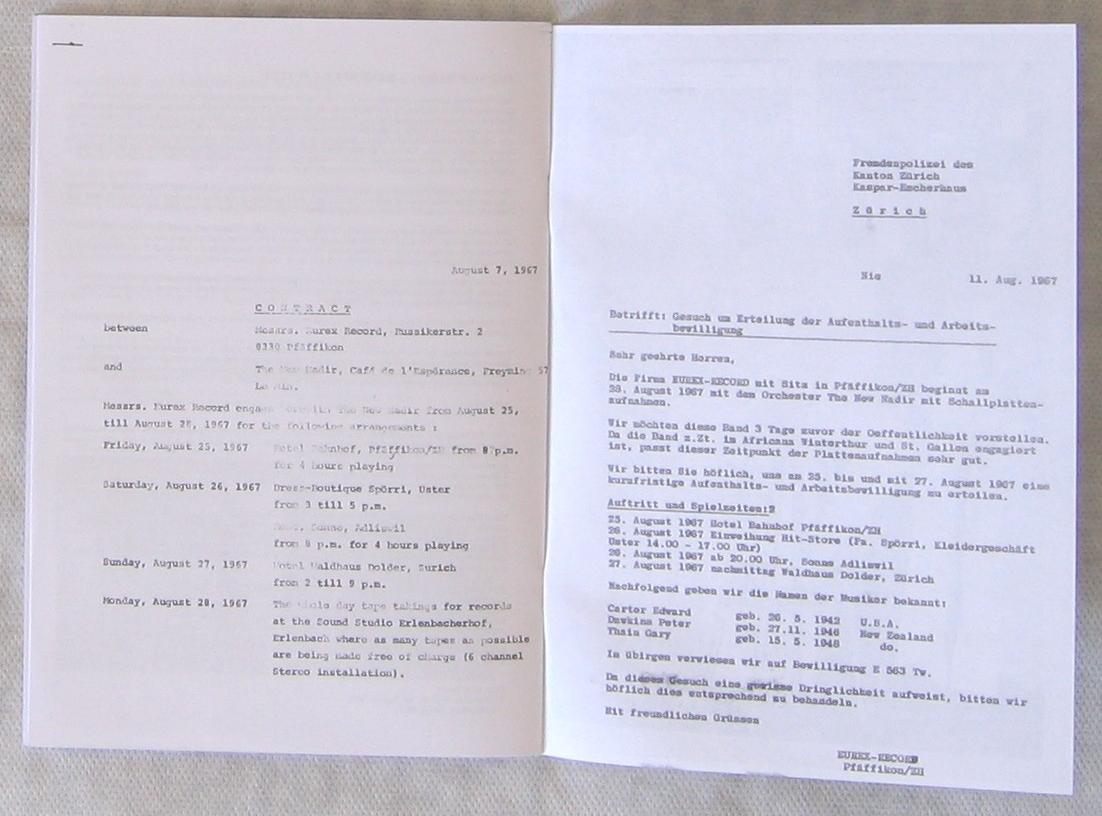 August 7, 1967
CONTRACT
between
Messrs. Eurex Record, Russikerstr. 2
8330 Pfäffikon
and
The New Nadir, Café de l'Espérance, Freyming 57
Messrs. Eurex Record engage herewith The New Nadir from August 25,
till August 28, 1967 for the following arrangements :
Friday, August 25, 1967 Hotel Bahnhof, Pfäffikon/ZH from 8 p.m.
for 4 hours playing
Saturday, August 26, 1967 Dress-Boutique Spörri, Uster
from 3 till 5 p.m.
Sonne, Adliswil
from 8 p.m. for 4 hours playing
Sunday, August 27, 1967 Hotel Waldhaus Dolder, Zurich
from 2 till 9 p.m.
Monday, August 28, 1967 The whole day tape takings for records
at the Sound Studio Erlenbacherhof,
Erlenbach where as many tapes as possible
are being made free of charge (6 channel
Stereo installation).
Fremdenpolizei des
Kanton Zürich
Kaspar-Escherhaus
Zürich
11. Aug. 1967
Betrifft: Gesuch um Erteilung der Aufenthalts- und Arbeits-
bewilligung
Sehr geehrte Herren,
Die Firma EUREX-RECORD mit Sitz in Pfäffikon/ZH beginnt am
28. August 1967 mit dem Orchester The New Nadir mit Schallplatten-
aufnahmen.
Wir möchten diese Band 3 Tage zuvor der Oeffentlichkeit vorstellen.
Da die Band z.Zt. im Africana Winterthur und St. Gallen engagiert
ist, passt dieser Zeitpunkt der Plattenaufnahmen sehr gut.
Wir bitten Sie höflich, uns am 25. bis und mit 27. August 1967 eine
kurzfristige Aufenthalts- und Arbeitsbewilligung zu erteilen.
Auftritt und Spielzeiten:
25. August 1967 Hotel Bahnhof Pfäffikon/ZH
26. August 1967 Einweihung Hit-Store (Fa. Spörri, Kleidergeschäft
Uster 14.00 - 17.00 Uhr)
26. August 1967 ab 20.00 Uhr, Sonne Adliswil
27. August 1967 nachmittag Waldhaus Dolder, Zürich
Nachfolgend geben wir die Namen der Musiker bekannt:
Carter Edward geb. 26. 5. 1942 U.S.A.
Dawkins Peter geb. 27.11. 1946 New Zealand
Thain Gary geb. 15. 5. 1948 do.
Im übrigen verweisen wir auf Bewilligung E 563 Tw.
Da dieses Gesuch eine gewisse Dringlichkeit aufweist, bitten wir
höflich dies entsprechend zu behandeln.
Mit freundlichen Grüssen
EUREX-RECORD
Pfäffikon/ZH